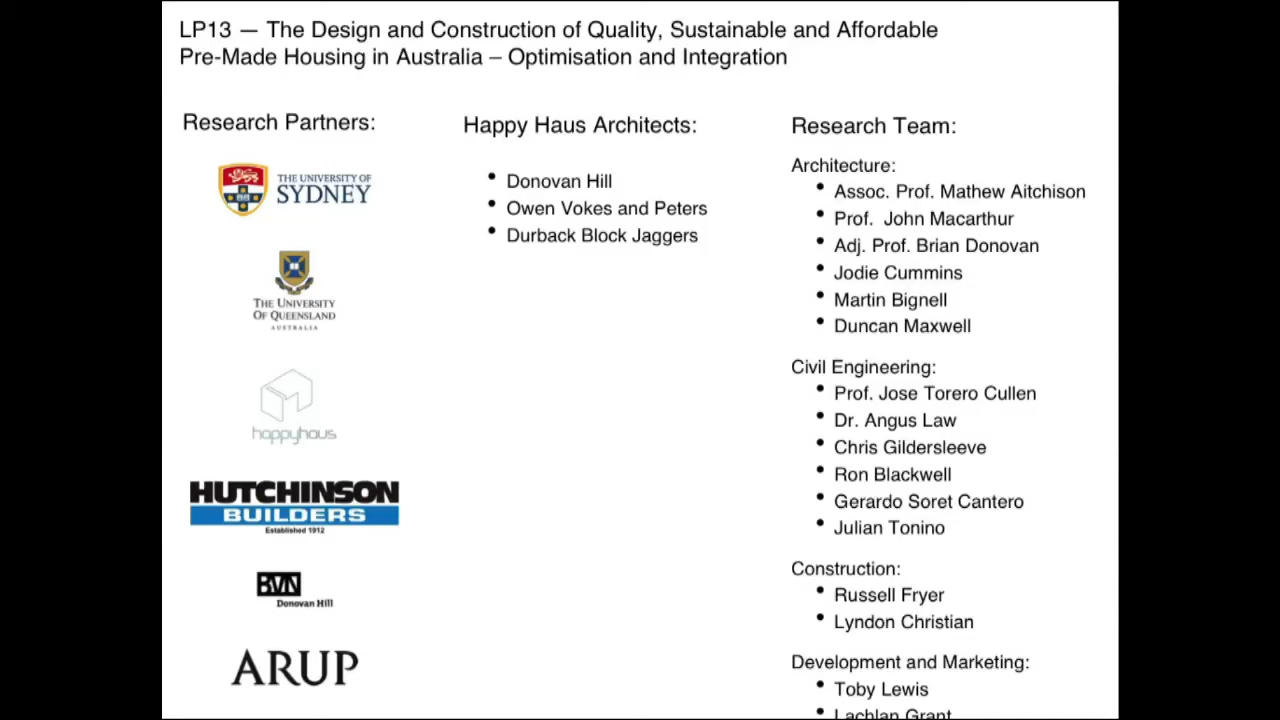 LP13 — The Design and Construction of Quality, Sustainable and Affordable
Pre-Made Housing in Australia – Optimisation and Integration
Research Partners:
THE UNIVERSITY OF
SYDNEY
THE UNIVERSITY
OF QUEENSLAND
AUSTRALIA
happyhaus
HUTCHINSON
BUILDERS
Established 1912
BVN
Donovan Hill
ARUP
Happy Haus Architects:
• Donovan Hill
• Owen Vokes and Peters
• Durback Block Jaggers
Research Team:
Architecture:
• Assoc. Prof. Mathew Aitchison
• Prof. John Macarthur
• Adj. Prof. Brian Donovan
• Jodie Cummins
• Martin Bignell
• Duncan Maxwell
Civil Engineering:
• Prof. Jose Torero Cullen
• Dr. Angus Law
• Chris Gildersleeve
• Ron Blackwell
• Gerardo Soret Cantero
• Julian Tonino
Construction:
• Russell Fryer
• Lyndon Christian
Development and Marketing:
• Toby Lewis
• Lachlan Grant